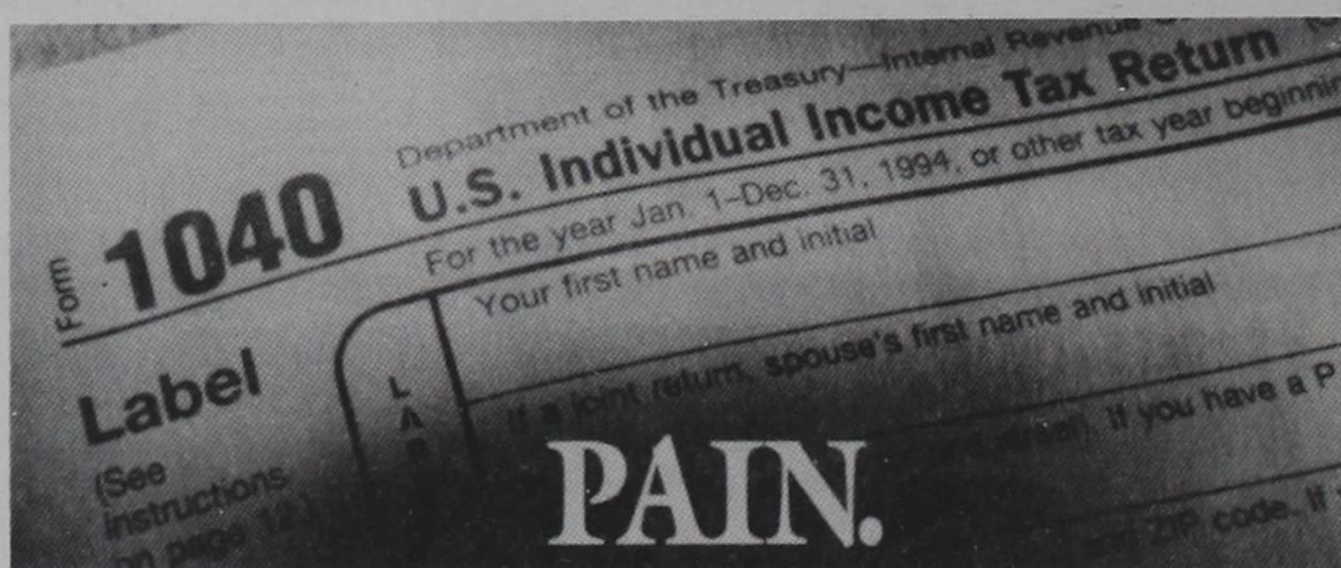 Department of the Treasury—Internal Revenue
Form 1040 U.S. Individual Income Tax Return
For the year Jan. 1–Dec. 31, 1994, or other tax year beginning
Label
(See
instructions
on page 12.)
L
A
B
Your first name and initial
If a joint return, spouse's first name and initial
If you have a P
and ZIP code. If
PAIN.